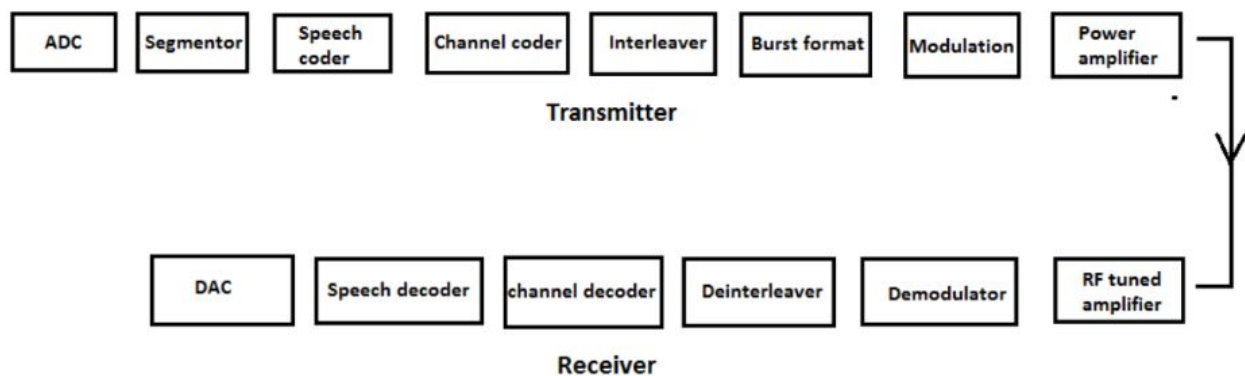 ADC
Segmentor
Speech
coder
Channel coder
Interleaver
Burst format
Modulation
Power
amplifier
Transmitter
DAC
Speech decoder
channel decoder
Deinterleaver
Demodulator
RF tuned
amplifier
Receiver